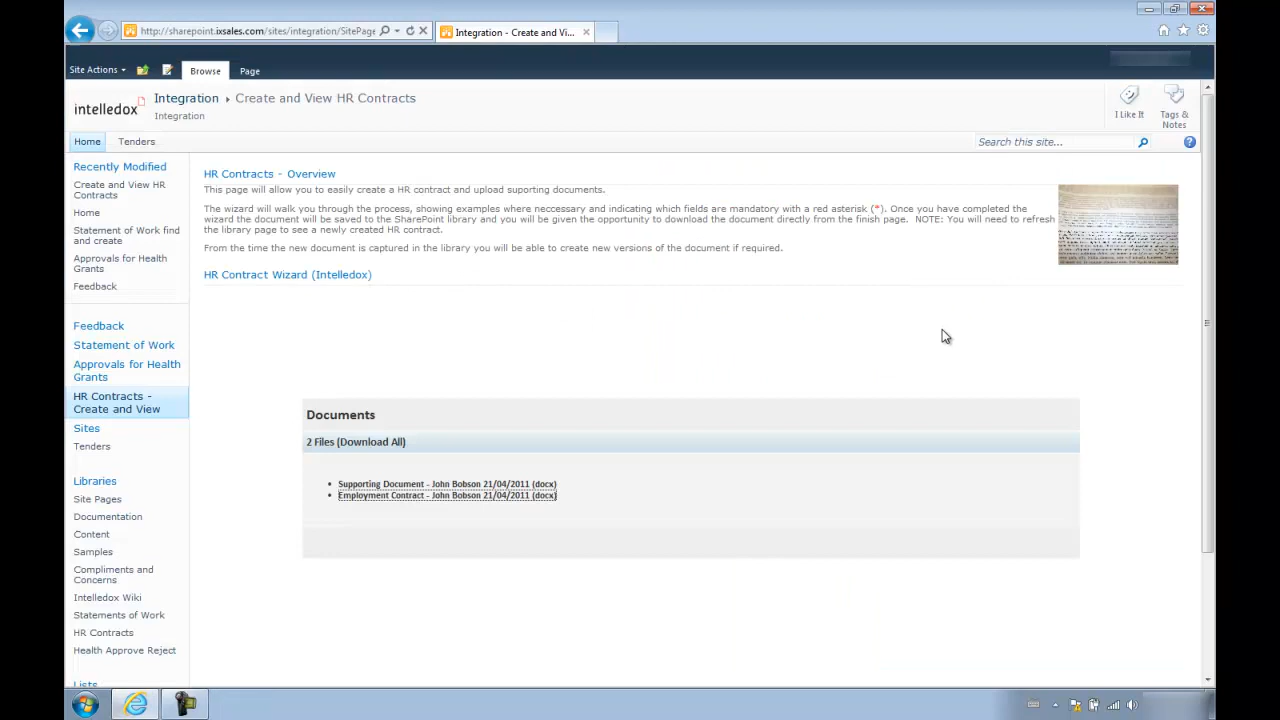 http://sharepoint.ixsales.com/sites/integration/SitePage
Integration - Create and Vi...
Site Actions
Browse
Page
intelledox
Integration ▸ Create and View HR Contracts
Integration
I Like It
Tags &
Notes
Home
Tenders
Search this site...
Recently Modified
Create and View HR
Contracts
Home
Statement of Work find
and create
Approvals for Health
Grants
Feedback
Feedback
Statement of Work
Approvals for Health
Grants
HR Contracts -
Create and View
Sites
Tenders
Libraries
Site Pages
Documentation
Content
Samples
Compliments and
Concerns
Intelledox Wiki
Statements of Work
HR Contracts
Health Approve Reject
Lists
HR Contracts - Overview
This page will allow you to easily create a HR contract and upload suporting documents.
The wizard will walk you through the process, showing examples where neccessary and indicating which fields are mandatory with a red asterisk (*). Once you have completed the
wizard the document will be saved to the SharePoint library and you will be given the opportunity to download the document directly from the finish page. NOTE: You will need to refresh
the library page to see a newly created HR contract.
From the time the new document is captured in the library you will be able to create new versions of the document if required.
HR Contract Wizard (Intelledox)
Documents
2 Files (Download All)
• Supporting Document - John Bobson 21/04/2011 (docx)
• Employment Contract - John Bobson 21/04/2011 (docx)